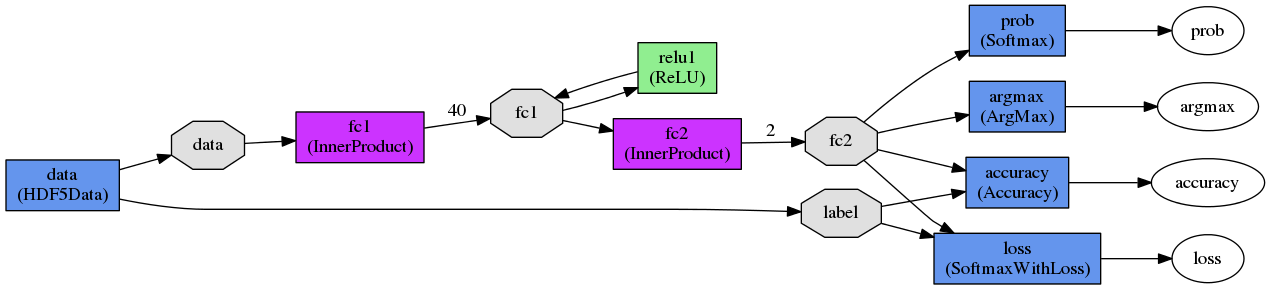 data
(HDF5Data)
data
fc1
(InnerProduct)
40
fc1
relu1
(ReLU)
fc2
(InnerProduct)
2
fc2
label
prob
(Softmax)
prob
argmax
(ArgMax)
argmax
accuracy
(Accuracy)
accuracy
loss
(SoftmaxWithLoss)
loss